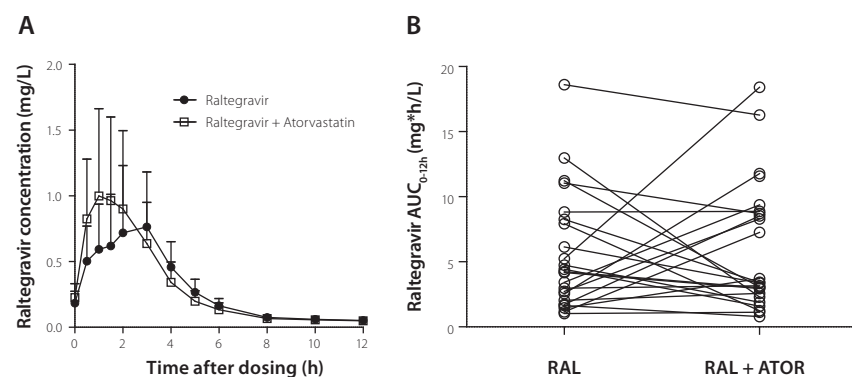 A
B
Raltegravir concentration (mg/L)
2.0
1.5
1.0
0.5
0.0
0
2
4
6
8
10
12
Time after dosing (h)
Raltegravir
Raltegravir + Atorvastatin
Raltegravir AUC0-12h (mg*h/L)
20
15
10
5
0
RAL
RAL + ATOR